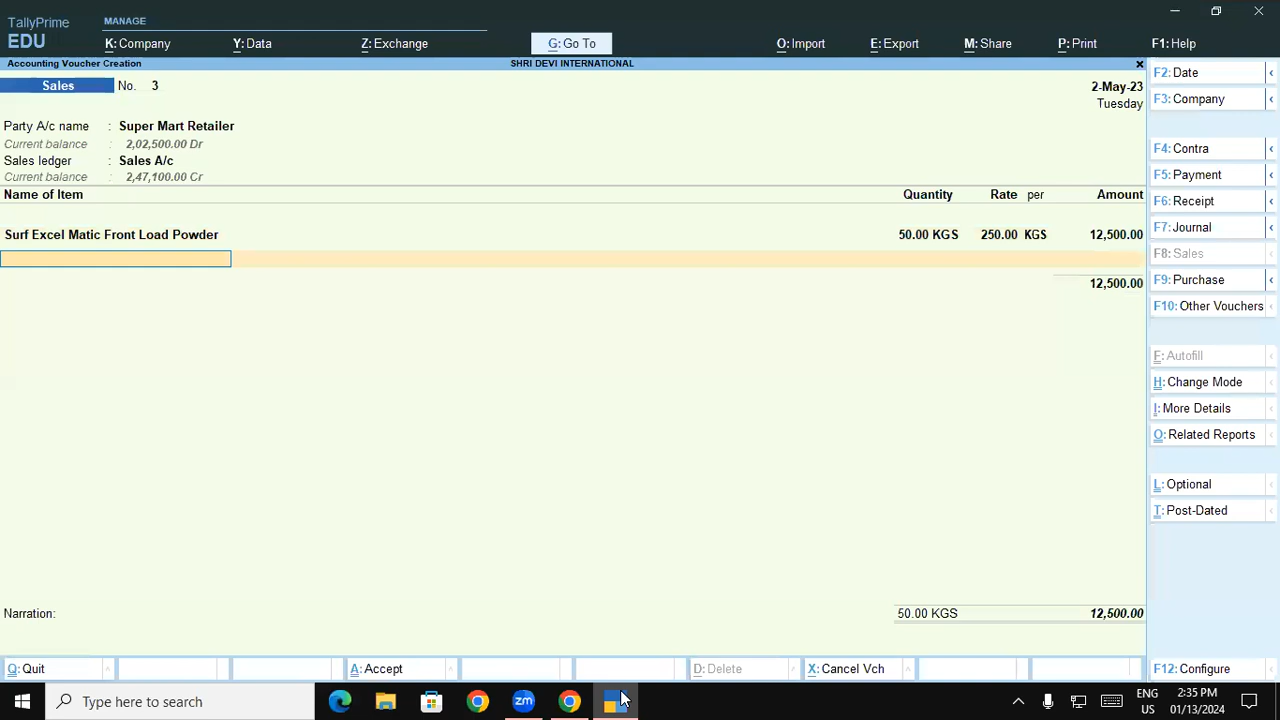 TallyPrime
EDU
MANAGE
K: Company
Y: Data
Z: Exchange
G: Go To
O: Import
E: Export
M: Share
P: Print
F1: Help
Accounting Voucher Creation
SHRI DEVI INTERNATIONAL
Sales No. 3
2-May-23
Tuesday
Party A/c name : Super Mart Retailer
Current balance : 2,02,500.00 Dr
Sales ledger : Sales A/c
Current balance : 2,47,100.00 Cr
Name of Item Quantity Rate per Amount
Surf Excel Matic Front Load Powder 50.00 KGS 250.00 KGS 12,500.00
12,500.00
Narration: 50.00 KGS 12,500.00
F2: Date
F3: Company
F4: Contra
F5: Payment
F6: Receipt
F7: Journal
F8: Sales
F9: Purchase
F10: Other Vouchers
F: Autofill
H: Change Mode
I: More Details
O: Related Reports
L: Optional
T: Post-Dated
Q: Quit
A: Accept
D: Delete
X: Cancel Vch
F12: Configure
Type here to search
zm
ENG
US
2:35 PM
01/13/2024